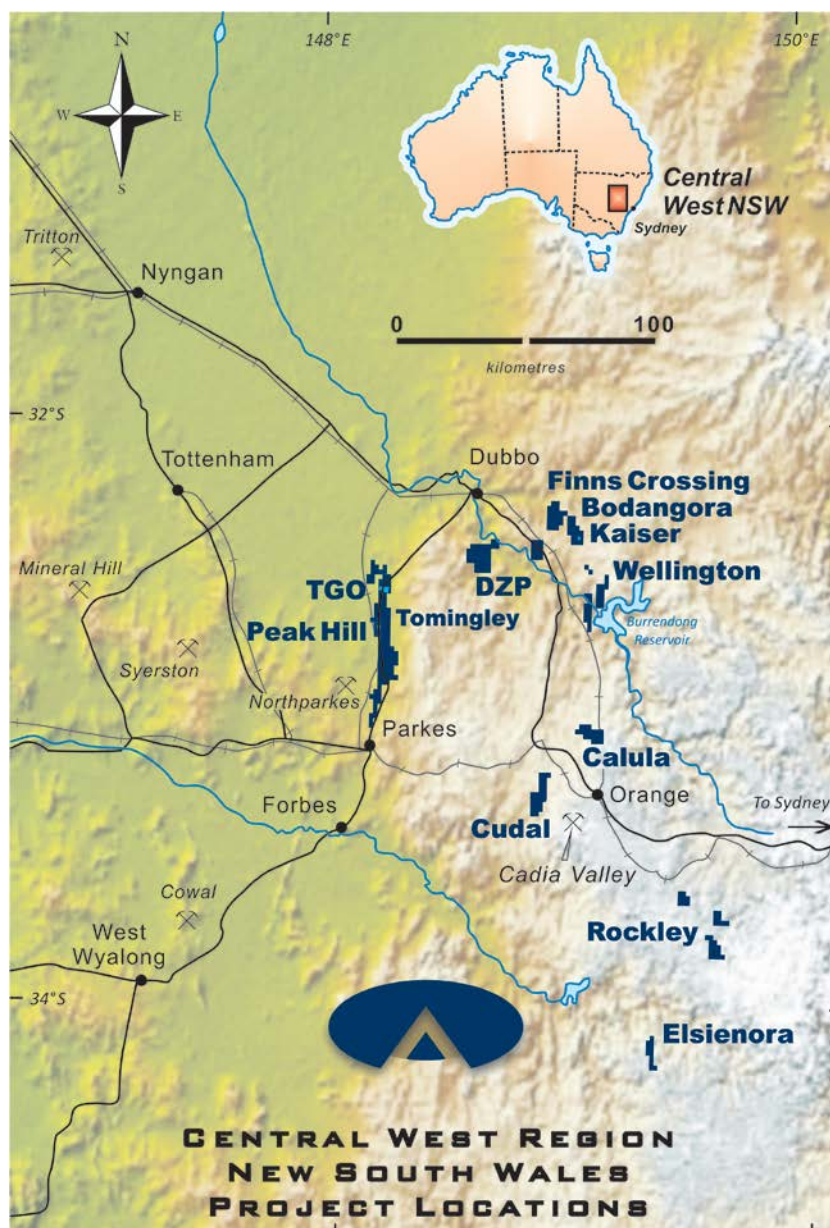 148°E
150°E
N
W
E
S
Central
West NSW
Sydney
Tritton
Nyngan
0
100
kilometres
32°S
Tottenham
Dubbo
Finns Crossing
Bodangora
Kaiser
Mineral Hill
TGO
DZP
Wellington
Peak Hill
Tomingley
Burrendong
Reservoir
Syerston
Northparkes
Parkes
Calula
Forbes
Orange
To Sydney
Cudal
Cadia Valley
Cowal
West
Wyalong
Rockley
34°S
Elsienora
CENTRAL WEST REGION
NEW SOUTH WALES
PROJECT LOCATIONS